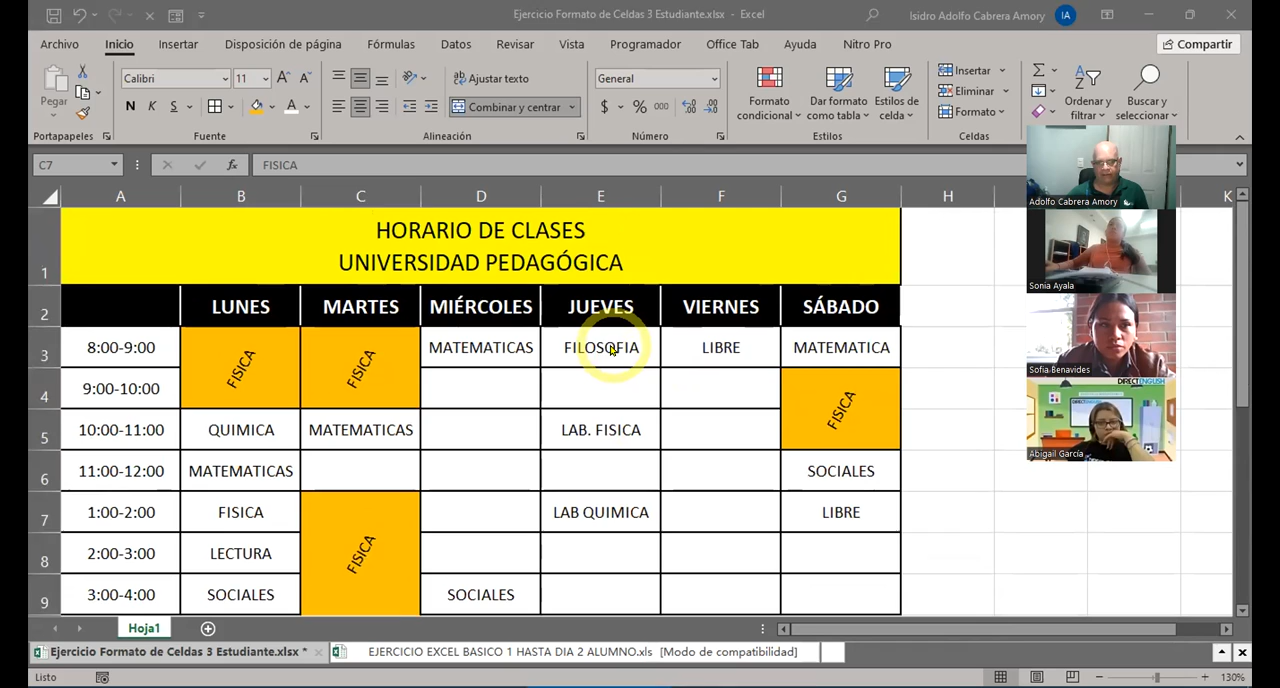 Ejercicio Formato de Celdas 3 Estudiante.xlsx - Excel
Isidro Adolfo Cabrera Amory
IA
Archivo Inicio Insertar Disposición de página Fórmulas Datos Revisar Vista Programador Office Tab Ayuda Nitro Pro Compartir
Pegar
Calibri 11
N K S
Ajustar texto
Combinar y centrar
General
$ % 000
Formato condicional
Dar formato como tabla
Estilos de celda
Insertar
Eliminar
Formato
Ordenar y filtrar
Buscar y seleccionar
Portapapeles Fuente Alineación Número Estilos Celdas
C7 fx FISICA
A B C D E F G H K
1 HORARIO DE CLASES
UNIVERSIDAD PEDAGÓGICA
2 LUNES MARTES MIÉRCOLES JUEVES VIERNES SÁBADO
3 8:00-9:00 FISICA FISICA MATEMATICAS FILOSOFIA LIBRE MATEMATICA
4 9:00-10:00 FISICA
5 10:00-11:00 QUIMICA MATEMATICAS LAB. FISICA
6 11:00-12:00 MATEMATICAS SOCIALES
7 1:00-2:00 FISICA FISICA LAB QUIMICA LIBRE
8 2:00-3:00 LECTURA
9 3:00-4:00 SOCIALES SOCIALES
Adolfo Cabrera Amory
Sonia Ayala
Sofia Benavides
DIRECTENGLISH
Abigail García
Hoja1
Ejercicio Formato de Celdas 3 Estudiante.xlsx *
EJERCICIO EXCEL BASICO 1 HASTA DIA 2 ALUMNO.xls [Modo de compatibilidad]
Listo
130%